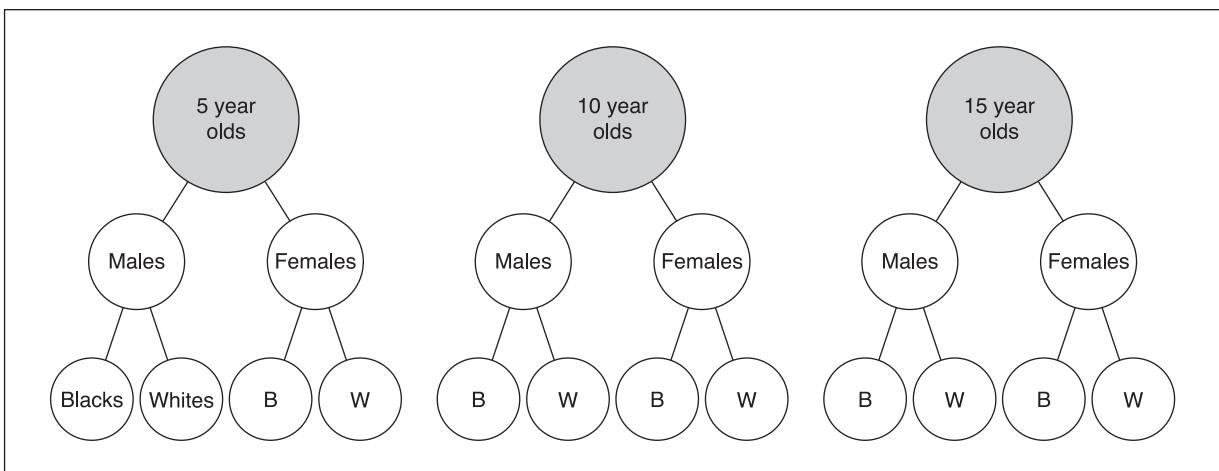 5 year
olds
10 year
olds
15 year
olds
Males
Females
Males
Females
Males
Females
Blacks
Whites
B
W
B
W
B
W
B
W
B
W